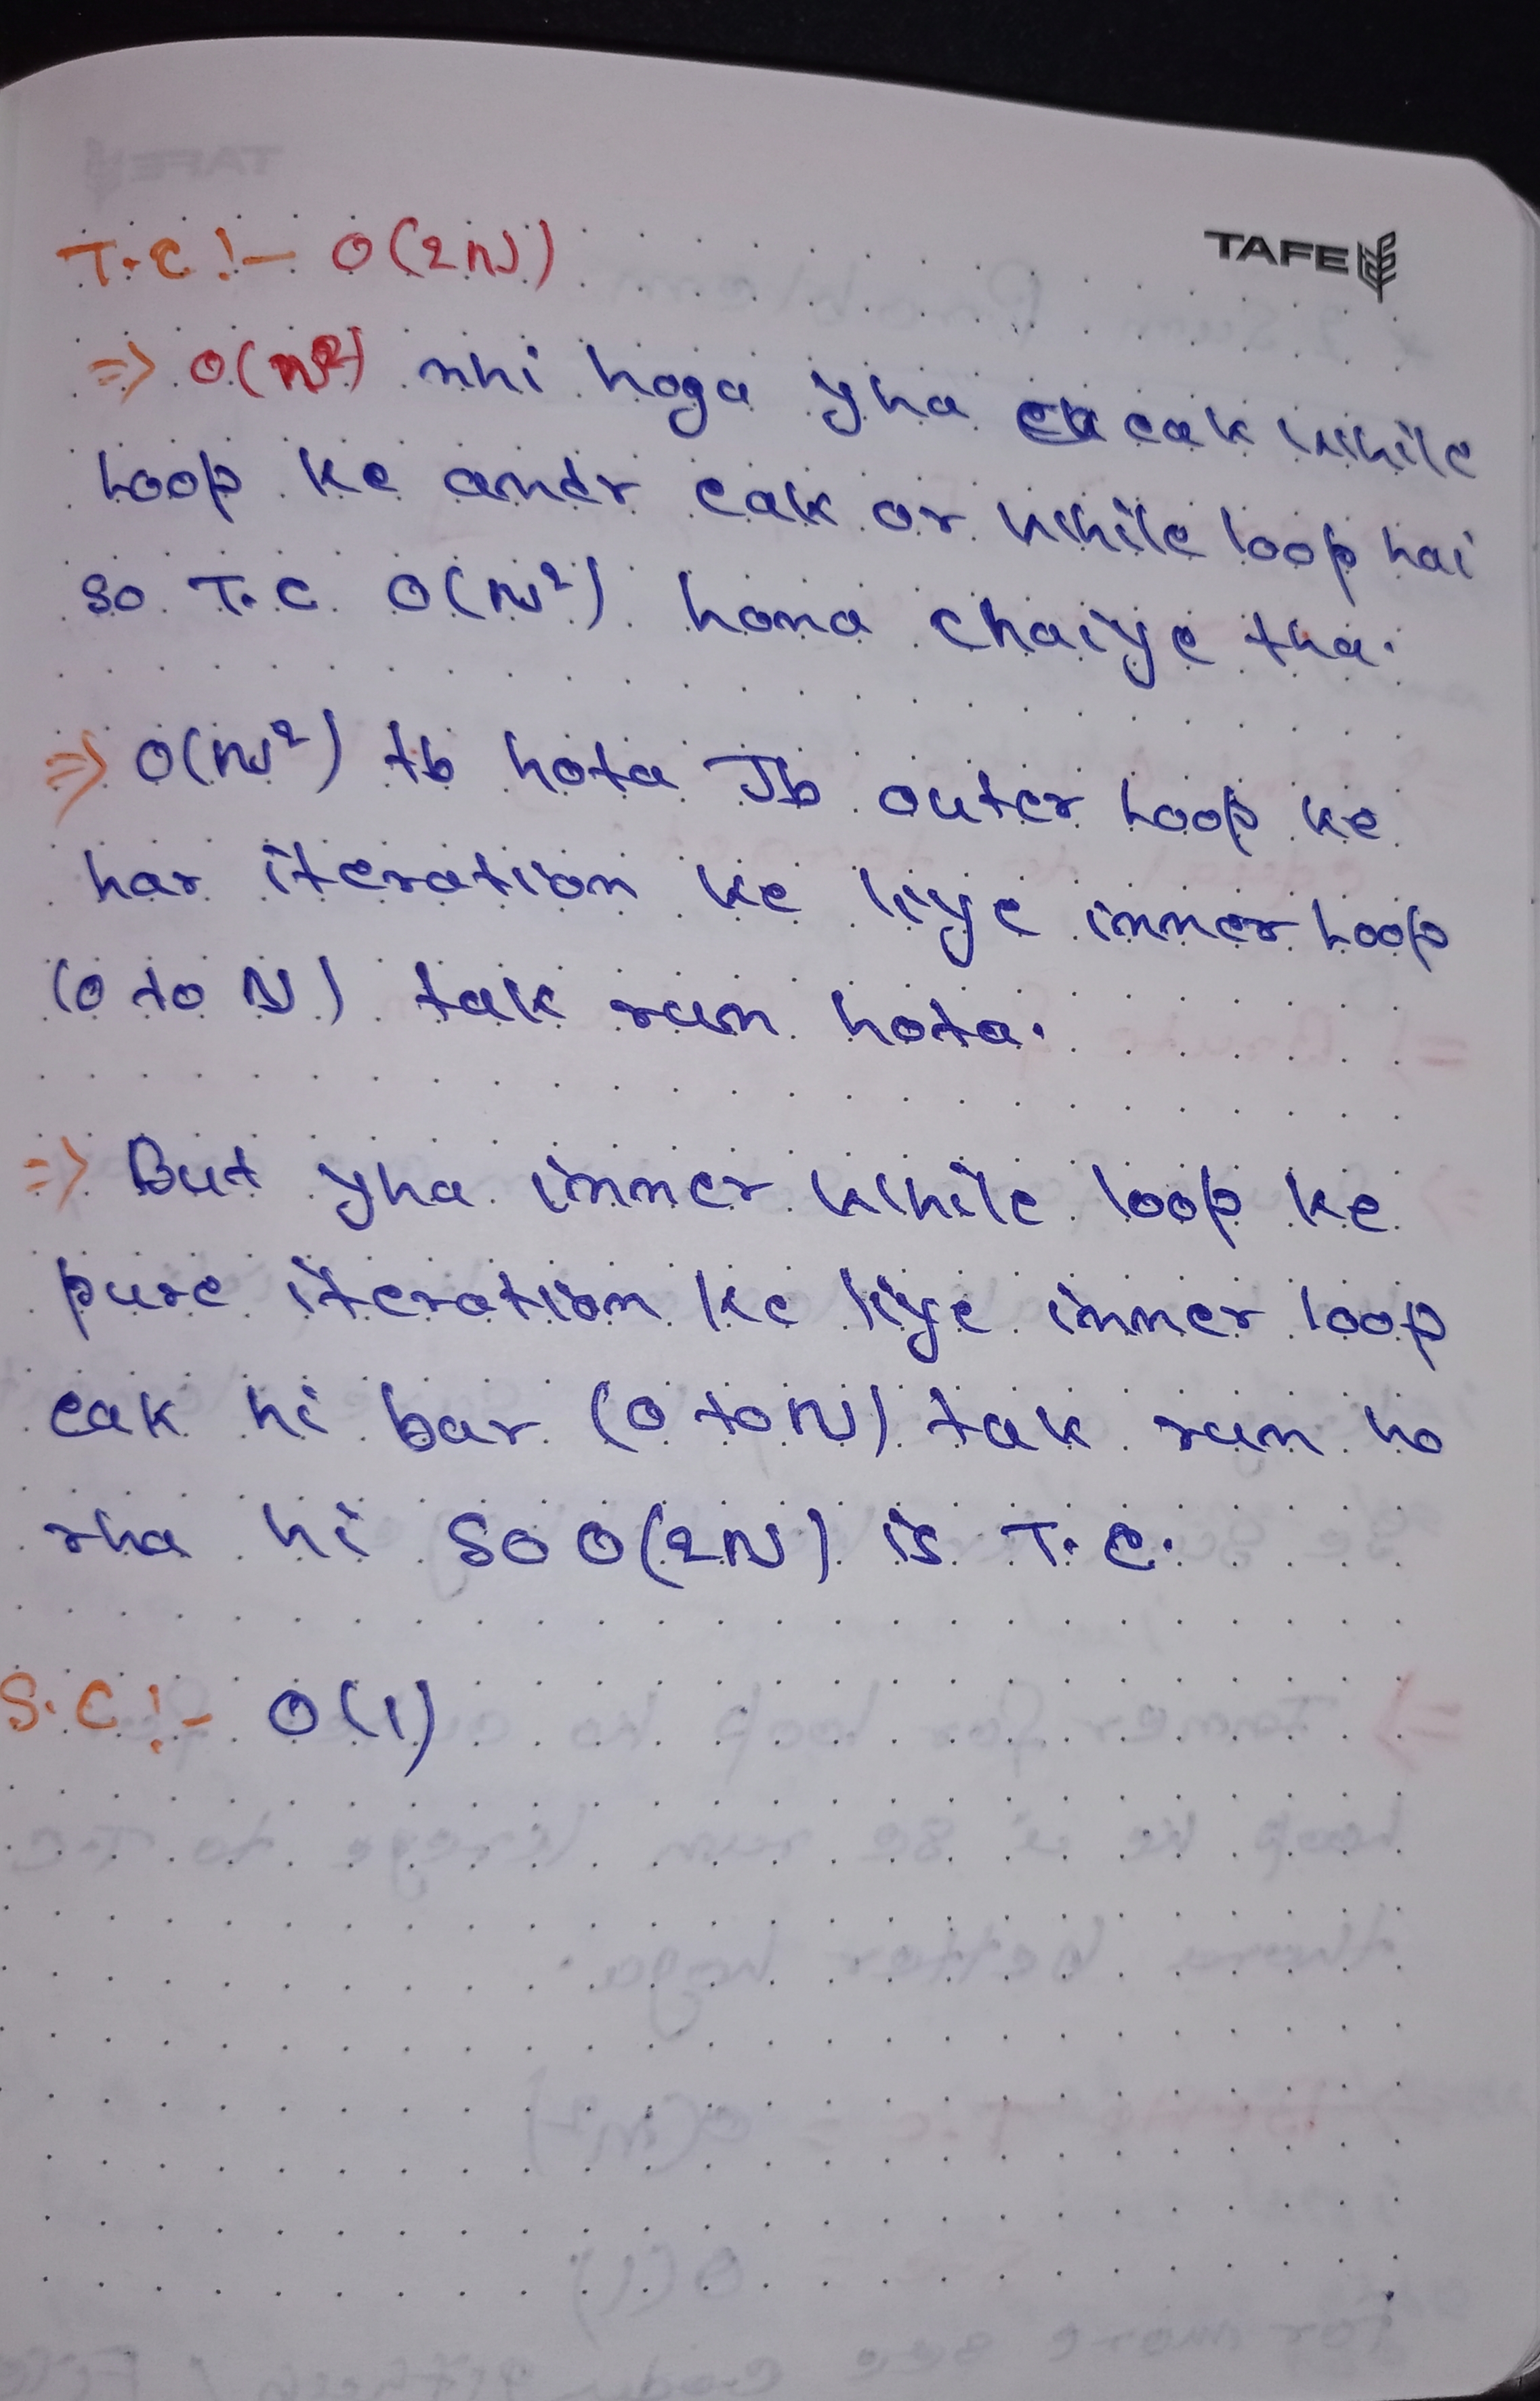 TAFE
T.C :- O(2N)
=> O(N²) nhi hoga yha eak while
Loop ke andr eak or while loop hai
so T.C O(N²) hona chaiye tha.
=> O(N²) tb hota Jb outer Loop ke
har iteration ke liye inner Loop
(0 to N) tak run hota.
=> But yha inner while loop ke
pure iteration ke liye inner loop
eak hi bar (0 to N) tak run ho
rha hi so O(2N) is T.C.
S.C :- O(1)